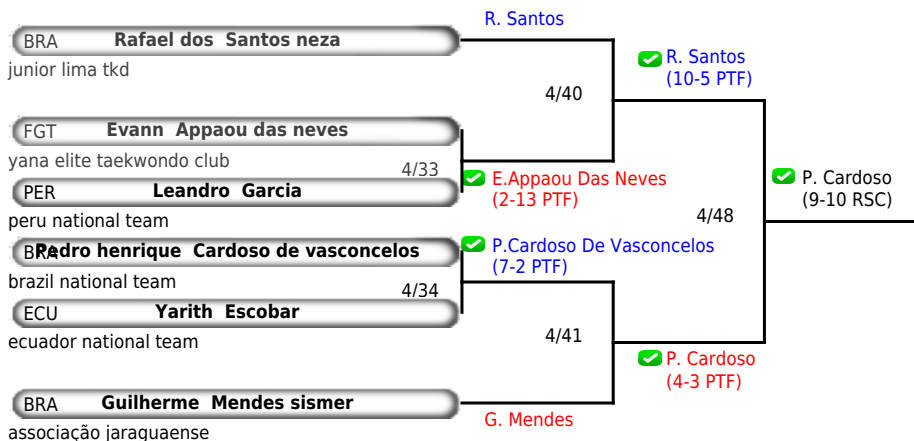 R. Santos
BRA Rafael dos Santos neza
junior lima tkd
R. Santos
(10-5 PTF)
4/40
FGT Evann Appaou das neves
yana elite taekwondo club
4/33
E.Appaou Das Neves
(2-13 PTF)
PER Leandro Garcia
peru national team
P. Cardoso
(9-10 RSC)
4/48
BRA Pedro henrique Cardoso de vasconcelos
brazil national team
P.Cardoso De Vasconcelos
(7-2 PTF)
4/34
ECU Yarith Escobar
ecuador national team
4/41
P. Cardoso
(4-3 PTF)
BRA Guilherme Mendes sismer
associação jaraguaense
G. Mendes